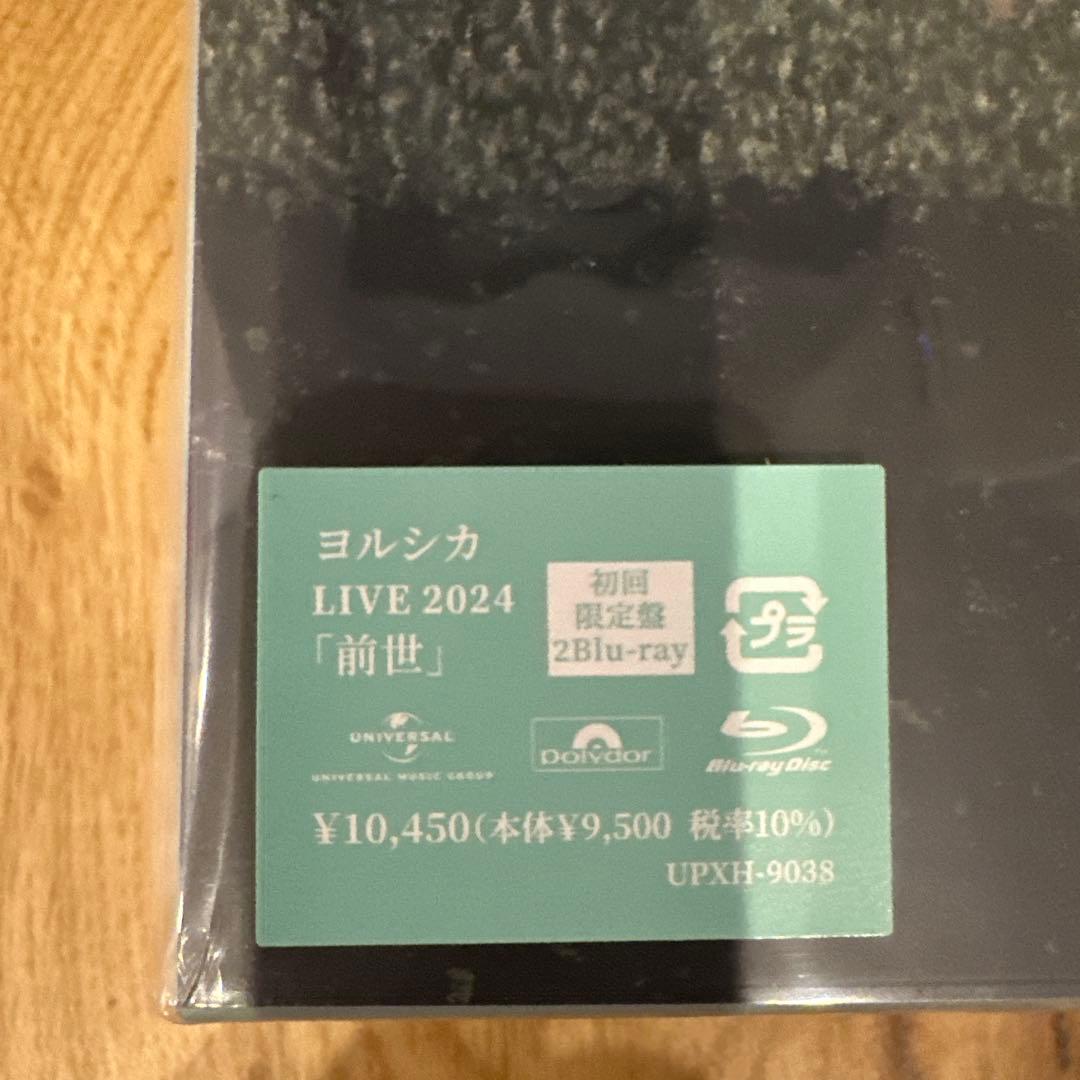 ヨルシカ
LIVE 2024
「前世」
初回
限定盤
2Blu-ray
プラ
UNIVERSAL
UNIVERSAL MUSIC GROUP
polydor
Blu-ray Disc
TM
¥10,450(本体¥9,500 税率10%)
UPXH-9038